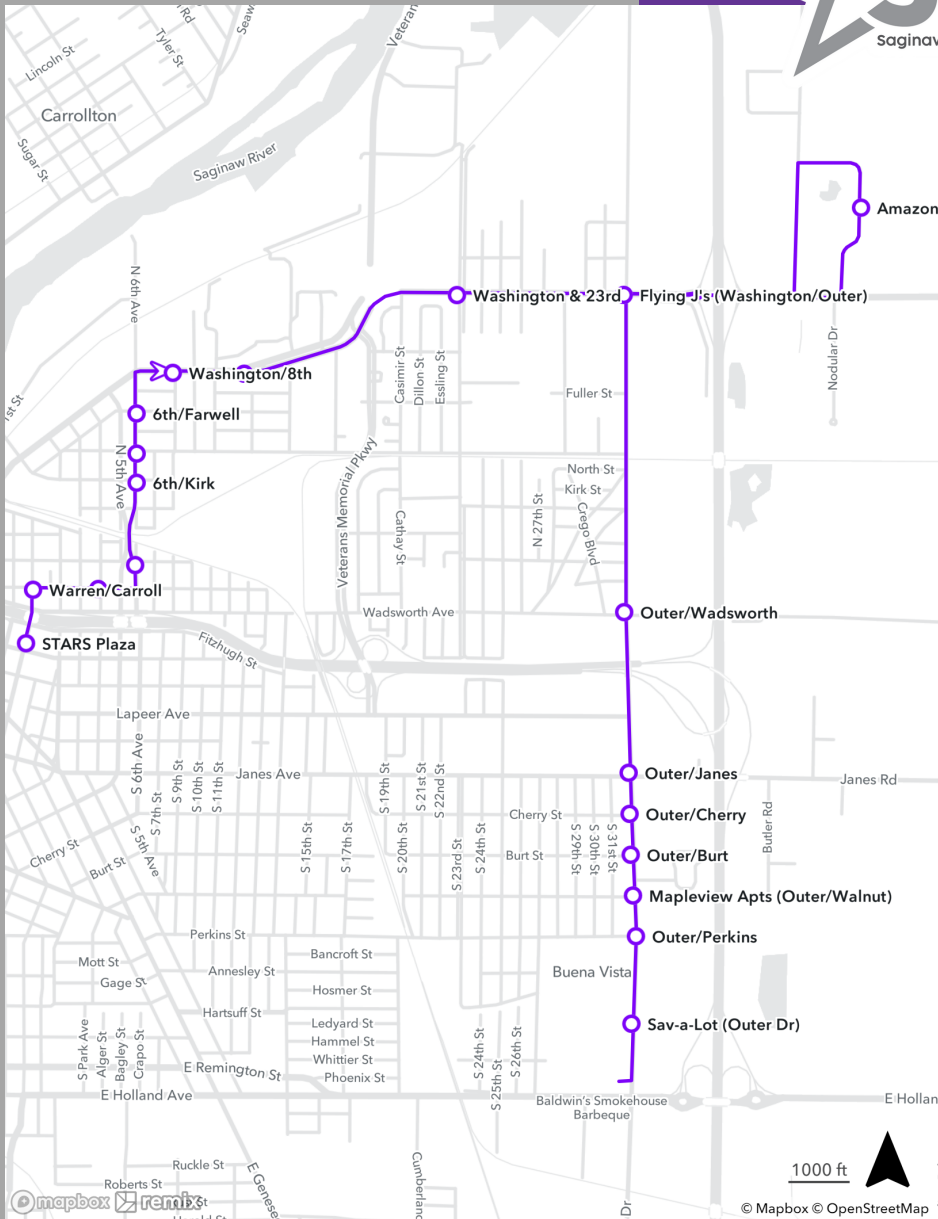 Rd
Seaw
Veteran
Tyler St
Lincoln St
Saginaw
Carrollton
Sugar St
Saginaw River
Amazon
N 6th Ave
Washington & 23rd
Flying J's (Washington/Outer)
Nodular Dr
Washington/8th
Casimir St
Dillon St
Essling St
Fuller St
1st St
6th/Farwell
N 5th Ave
Veterans Memorial Pkwy
North St
6th/Kirk
Kirk St
N 27th St
Crego Blvd
Cathay St
Warren/Carroll
Wadsworth Ave
Outer/Wadsworth
STARS Plaza
Fitzhugh St
Lapeer Ave
S 6th Ave
Janes Ave
Outer/Janes
Janes Rd
S 7th St
S 9th St
S 10th St
S 11th St
S 19th St
S 21st St
S 22nd St
Cherry St
Outer/Cherry
Butler Rd
Cherry St
Burt St
S 5th Ave
S 15th St
S 17th St
S 20th St
S 23rd St
S 24th St
Burt St
S 29th St
S 30th St
S 31st St
Outer/Burt
Mapleview Apts (Outer/Walnut)
Perkins St
Outer/Perkins
Bancroft St
Mott St
Annesley St
Buena Vista
Gage St
Hosmer St
Hartsuff St
Ledyard St
Sav-a-Lot (Outer Dr)
S Park Ave
Alger St
Bagley St
Crapo St
Hammel St
Whittier St
S 24th St
S 25th St
S 26th St
E Remington St
Phoenix St
E Holland Ave
Baldwin's Smokehouse
Barbeque
E Hollan
Ruckle St
E Genese
Cumberland
1000 ft
Roberts St
mapbox
remix
St
Dr
© Mapbox © OpenStreetMap